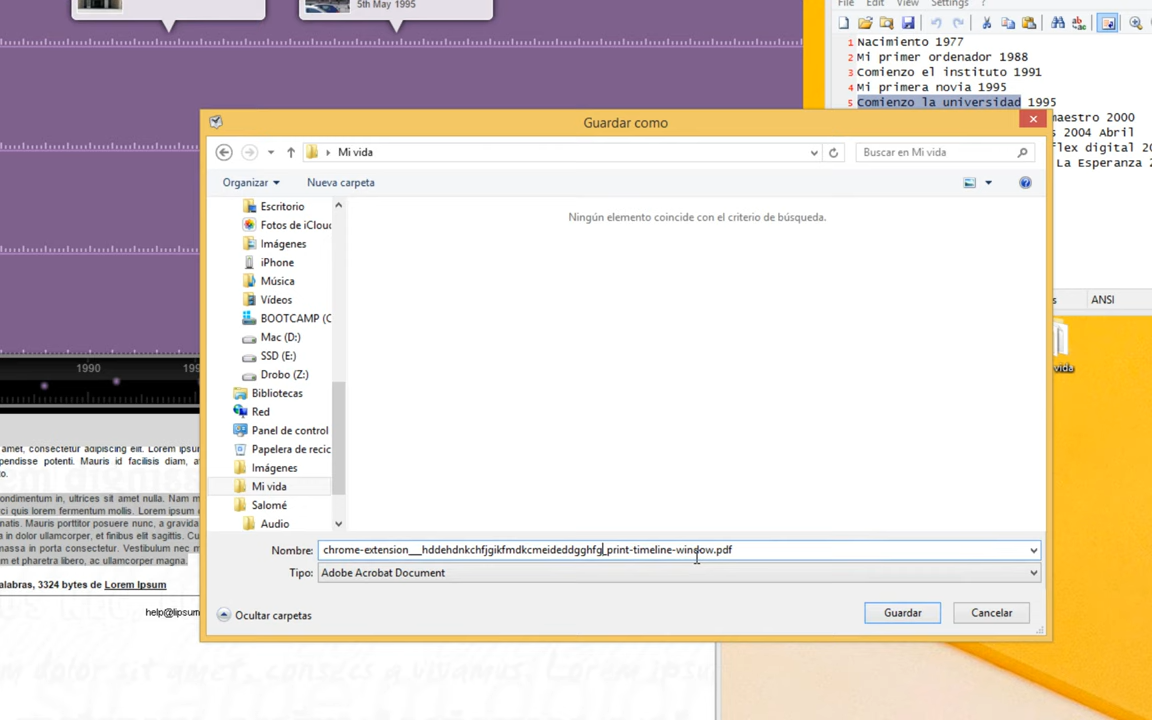 5th May 1995
File Edit View Settings ?
1 Nacimiento 1977
2 Mi primer ordenador 1988
3 Comienzo el instituto 1991
4 Mi primera novia 1995
5 Comienzo la universidad 1995
maestro 2000
s 2004 Abril
flex digital 20
La Esperanza 2
Guardar como
Mi vida
Buscar en Mi vida
Organizar
Nueva carpeta
Ningún elemento coincide con el criterio de búsqueda.
Escritorio
Fotos de iCloud
Imágenes
iPhone
Música
Vídeos
BOOTCAMP (C
Mac (D:)
SSD (E:)
Drobo (Z:)
Bibliotecas
Red
Panel de control
Papelera de recic
Imágenes
Mi vida
Salomé
Audio
ANSI
vida
1990
199
Nombre: chrome-extension___hddehdnkchfjgikfmdkcmeideddgghfg_print-timeline-window.pdf
Tipo: Adobe Acrobat Document
Ocultar carpetas
Guardar
Cancelar
amet, consectetur adipiscing elit. Lorem ipsu
pendisse potenti. Mauris id facilisis diam, a
to.
ondimentum in, ultrices sit amet nulla. Nam m
ci quis lorem fermentum mollis. Lorem ipsum
natis. Mauris porttitor posuere nunc, a gravida
in dolor ullamcorper, et finibus elit sagittis. Cu
massa in porta consectetur. Vestibulum nec m
m et pharetra libero, ac ullamcorper magna.
alabras, 3324 bytes de Lorem Ipsum
help@lipsum